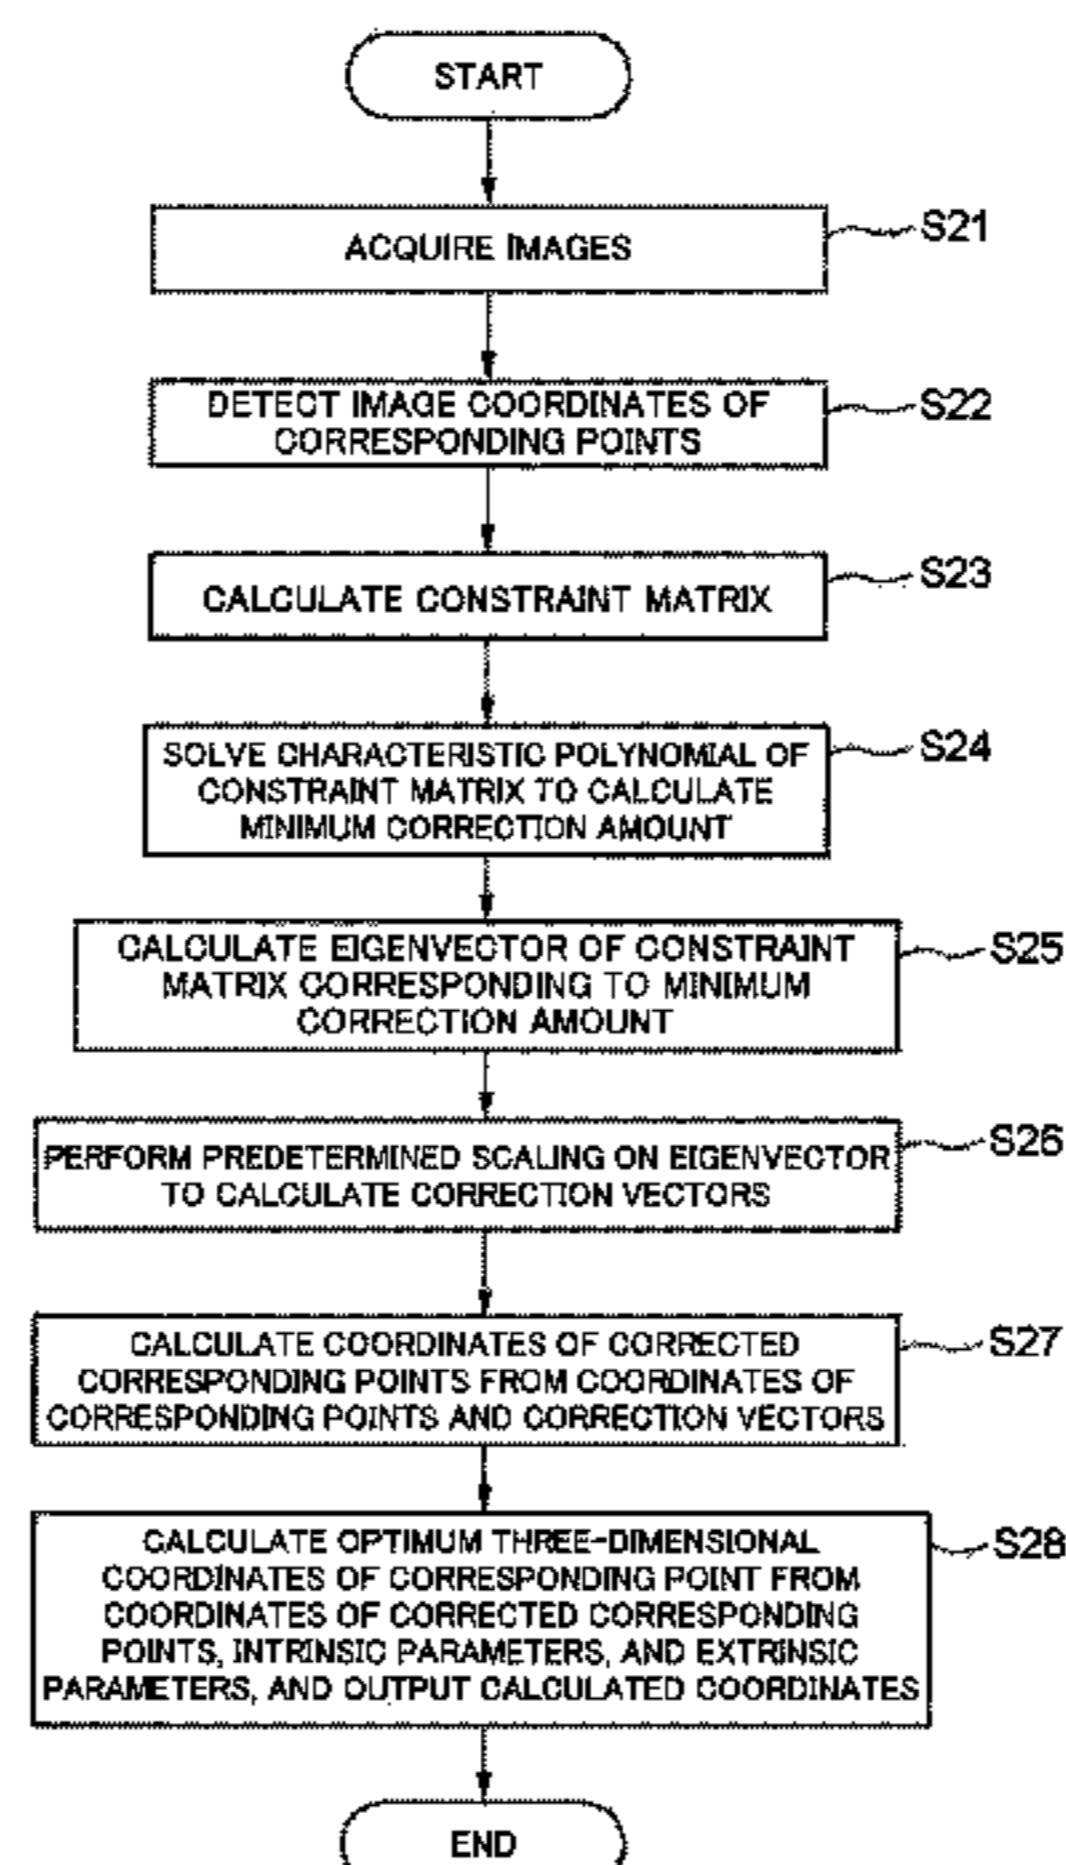 START
ACQUIRE IMAGES
S21
DETECT IMAGE COORDINATES OF
CORRESPONDING POINTS
S22
CALCULATE CONSTRAINT MATRIX
S23
SOLVE CHARACTERISTIC POLYNOMIAL OF
CONSTRAINT MATRIX TO CALCULATE
MINIMUM CORRECTION AMOUNT
S24
CALCULATE EIGENVECTOR OF CONSTRAINT
MATRIX CORRESPONDING TO MINIMUM
CORRECTION AMOUNT
S25
PERFORM PREDETERMINED SCALING ON EIGENVECTOR
TO CALCULATE CORRECTION VECTORS
S26
CALCULATE COORDINATES OF CORRECTED
CORRESPONDING POINTS FROM COORDINATES OF
CORRESPONDING POINTS AND CORRECTION VECTORS
S27
CALCULATE OPTIMUM THREE-DIMENSIONAL
COORDINATES OF CORRESPONDING POINT FROM
COORDINATES OF CORRECTED CORRESPONDING
POINTS, INTRINSIC PARAMETERS, AND EXTRINSIC
PARAMETERS, AND OUTPUT CALCULATED COORDINATES
S28
END